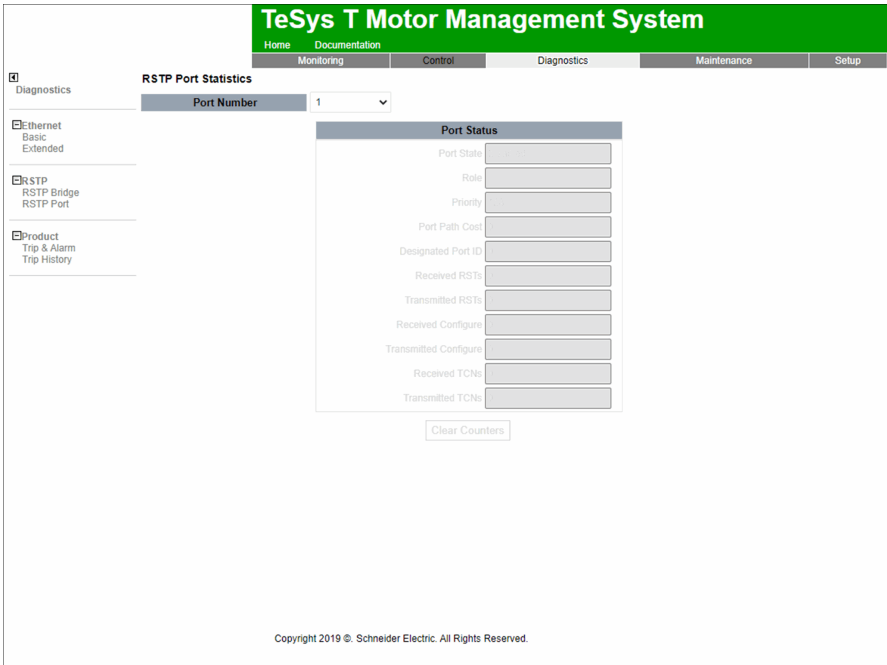 TeSys T Motor Management System
Home Documentation
Monitoring Control Diagnostics Maintenance Setup
Diagnostics
Ethernet
Basic
Extended
RSTP
RSTP Bridge
RSTP Port
Product
Trip & Alarm
Trip History
RSTP Port Statistics
Port Number 1
Port Status
Port State
Role
Priority
Port Path Cost
Designated Port ID
Received RSTs
Transmitted RSTs
Received Configure
Transmitted Configure
Received TCNs
Transmitted TCNs
Clear Counters
Copyright 2019 ©. Schneider Electric. All Rights Reserved.